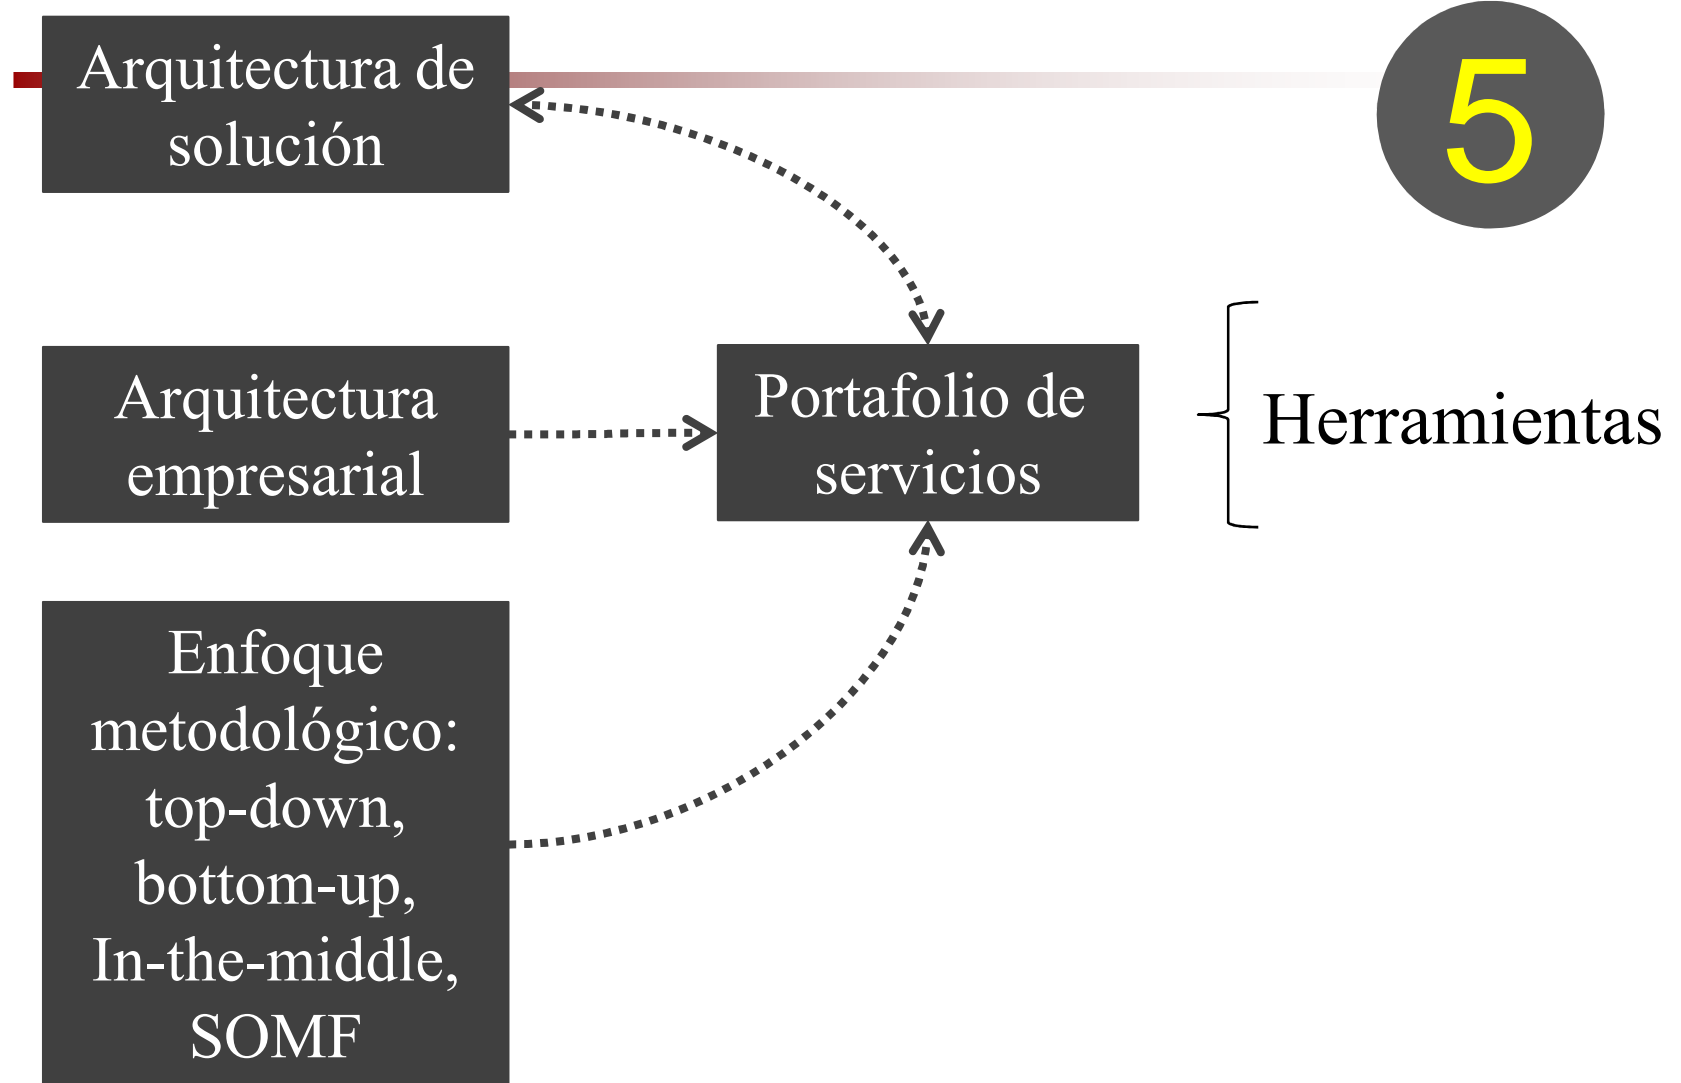 Arquitectura de
solución
5
Arquitectura
empresarial
Portafolio de
servicios
Herramientas
Enfoque
metodológico:
top-down,
bottom-up,
In-the-middle,
SOMF